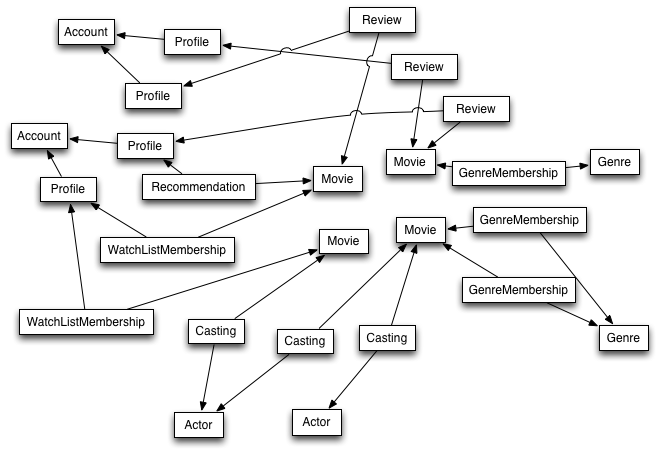 Review
Account
Profile
Review
Profile
Review
Account
Profile
Movie
Genre
GenreMembership
Movie
Profile
Recommendation
GenreMembership
Movie
Movie
WatchListMembership
GenreMembership
WatchListMembership
Casting
Casting
Casting
Genre
Actor
Actor